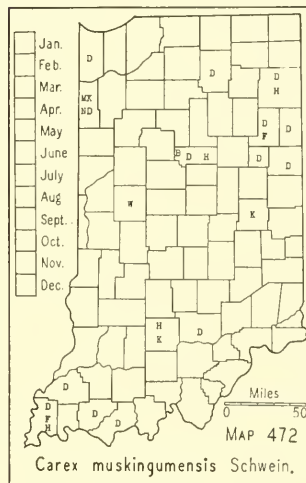 Jan.
Feb.
Mar.
Apr.
May
June
July
Aug
Sept.
Oct.
Nov.
Dec.
D
D
D
H
MK
ND
D
F
D
B D H
D
D
W
K
H
K
D
D
D
F
H
D
D
Miles
0 50
MAP 472
Carex muskingumensis Schwein.